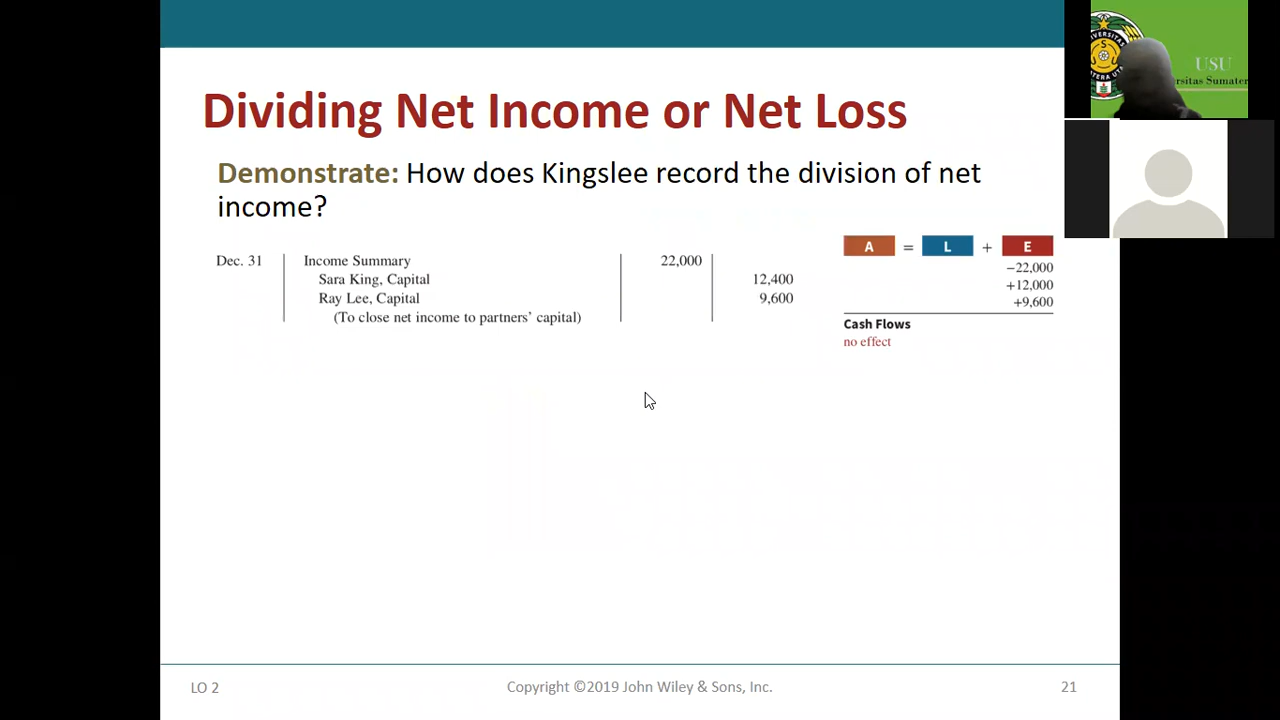 Dividing Net Income or Net Loss
Demonstrate: How does Kingslee record the division of net
income?
Dec. 31 Income Summary 22,000
Sara King, Capital 12,400
Ray Lee, Capital 9,600
(To close net income to partners’ capital)
A = L + E
−22,000
+12,000
+9,600
Cash Flows
no effect
LO 2
Copyright ©2019 John Wiley & Sons, Inc.
21
USU